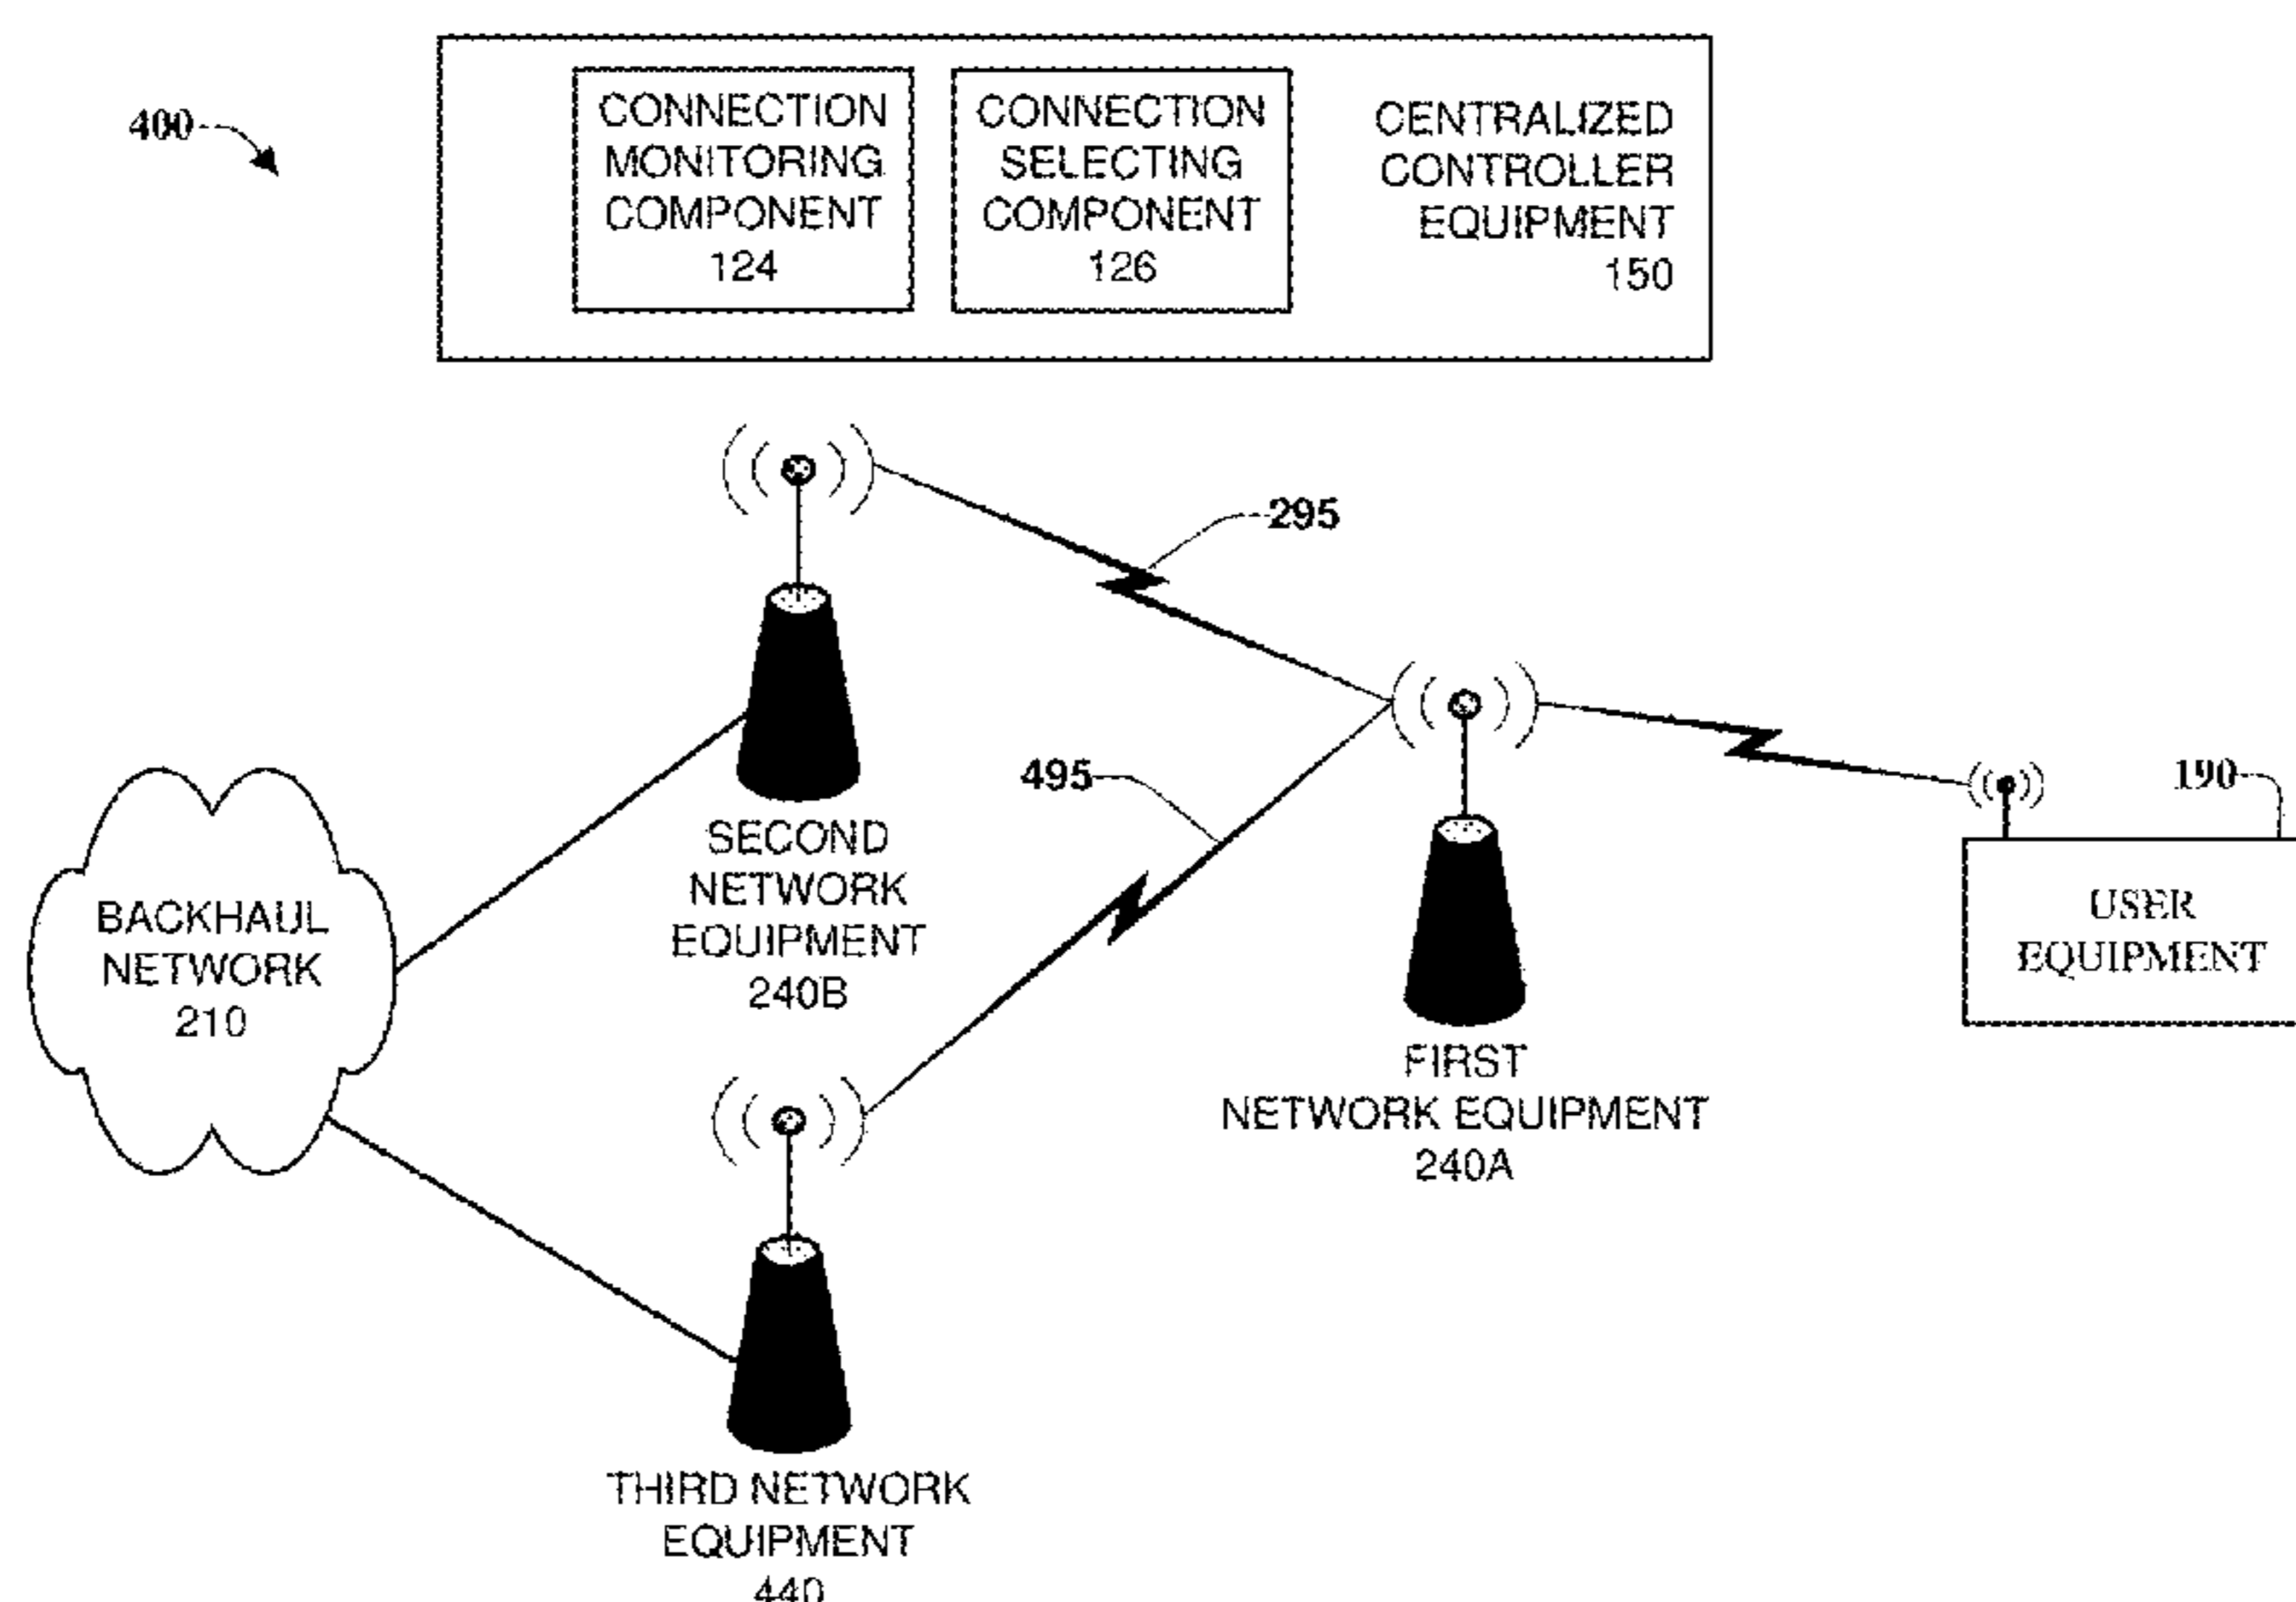 400
CONNECTION
MONITORING
COMPONENT
124
CONNECTION
SELECTING
COMPONENT
126
CENTRALIZED
CONTROLLER
EQUIPMENT
150
295
495
190
SECOND
NETWORK
EQUIPMENT
240B
BACKHAUL
NETWORK
210
USER
EQUIPMENT
FIRST
NETWORK EQUIPMENT
240A
THIRD NETWORK
EQUIPMENT
440